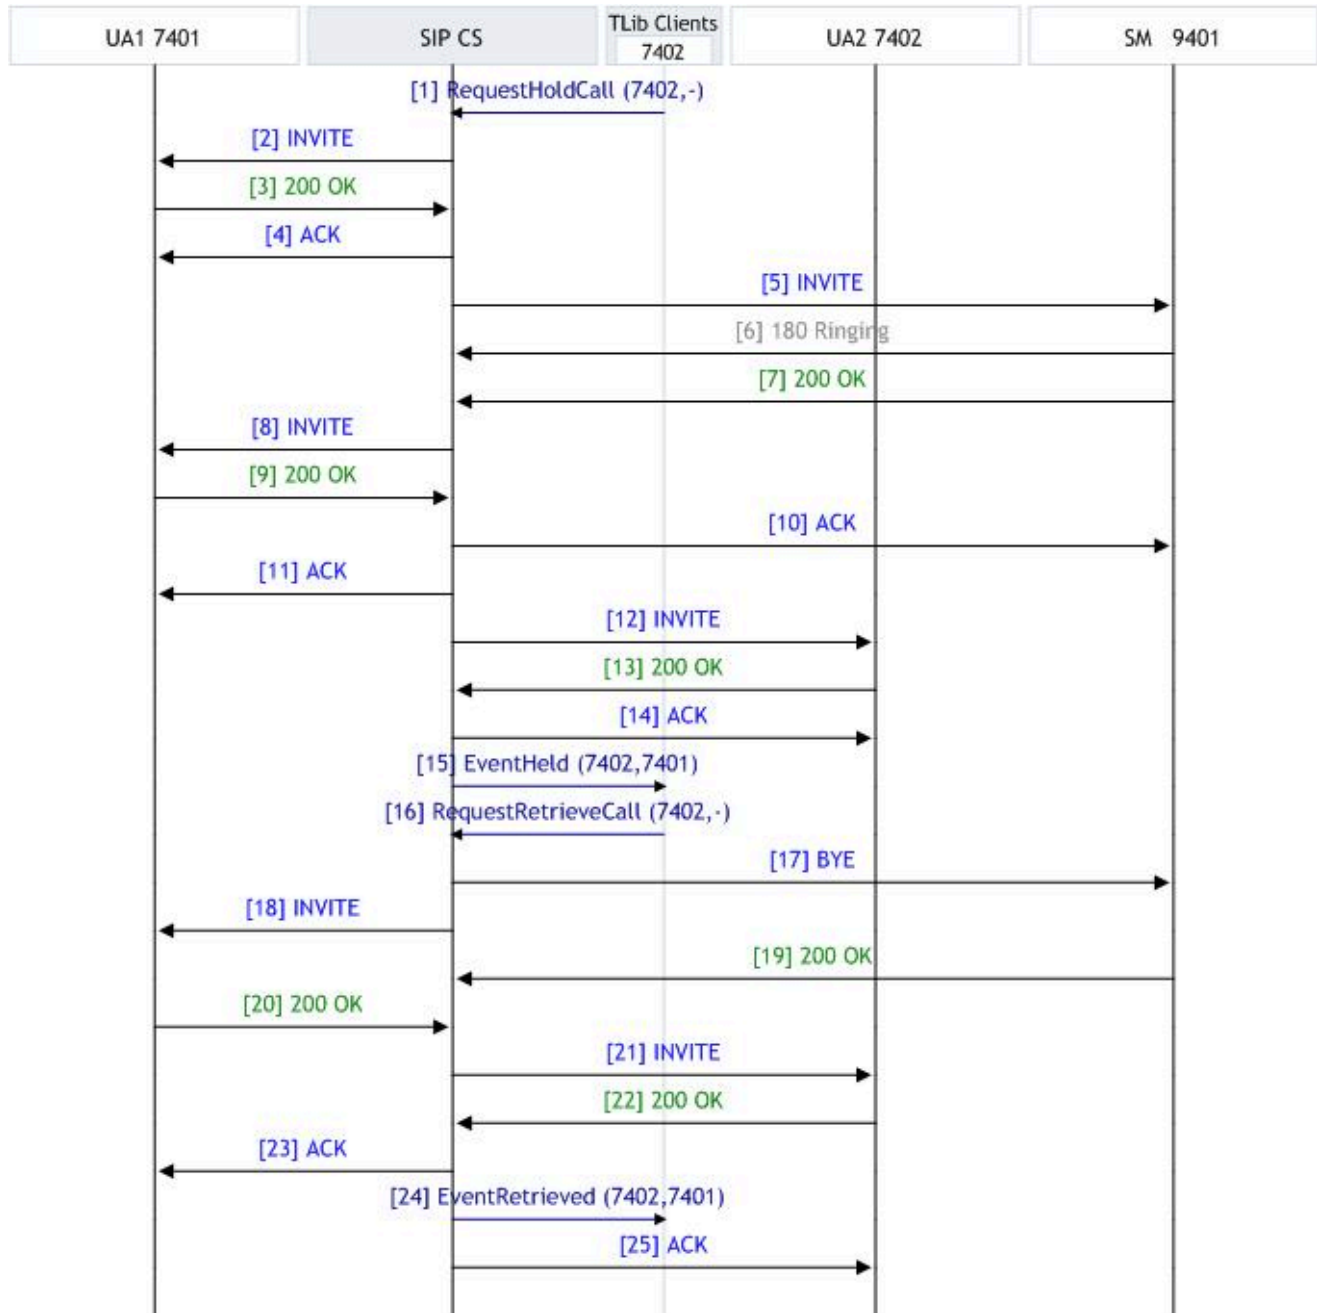 UA1 7401
SIP CS
TLib Clients
7402
UA2 7402
SM 9401
[1] RequestHoldCall (7402,-)
[2] INVITE
[3] 200 OK
[4] ACK
[5] INVITE
[6] 180 Ringing
[7] 200 OK
[8] INVITE
[9] 200 OK
[10] ACK
[11] ACK
[12] INVITE
[13] 200 OK
[14] ACK
[15] EventHeld (7402,7401)
[16] RequestRetrieveCall (7402,-)
[17] BYE
[18] INVITE
[19] 200 OK
[20] 200 OK
[21] INVITE
[22] 200 OK
[23] ACK
[24] EventRetrieved (7402,7401)
[25] ACK